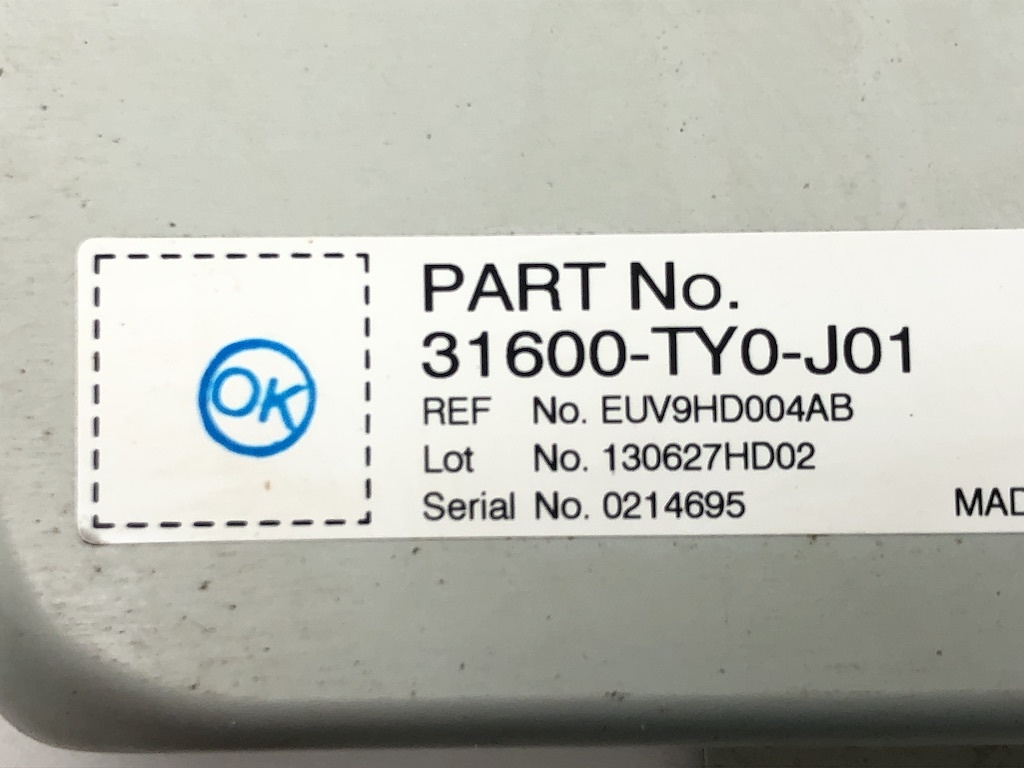 OK
PART No.
31600-TY0-J01
REF No. EUV9HD004AB
Lot No. 130627HD02
Serial No. 0214695
MAD